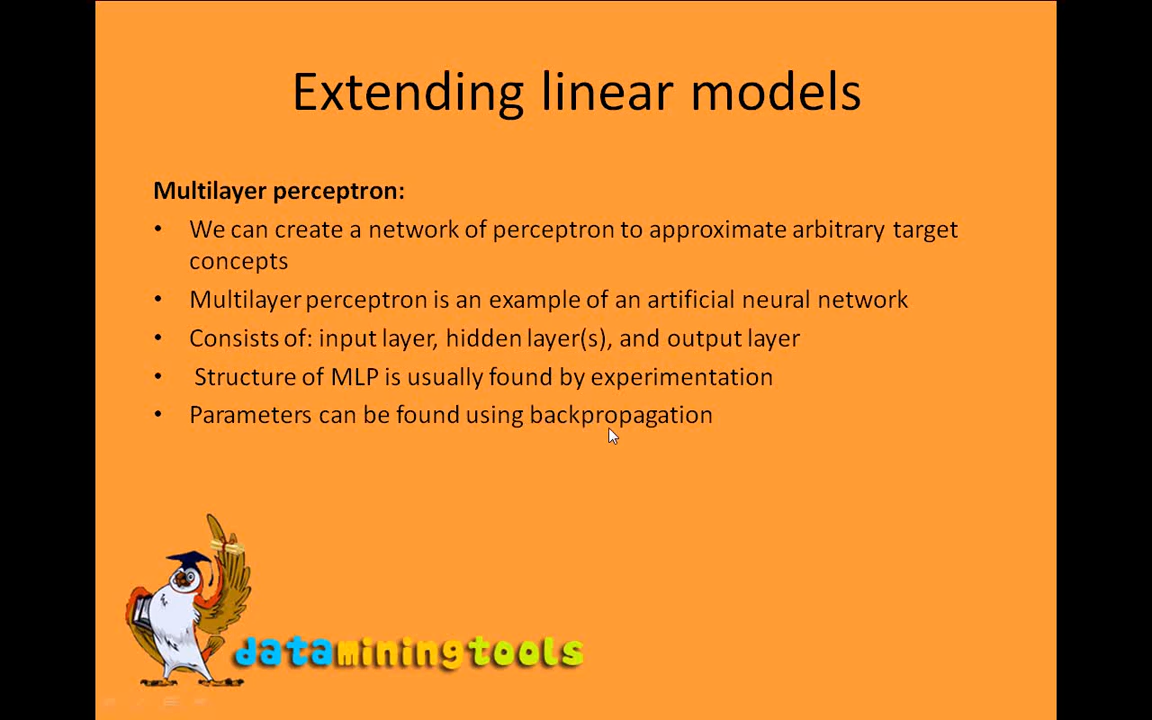 Extending linear models
Multilayer perceptron:
• We can create a network of perceptron to approximate arbitrary target
concepts
• Multilayer perceptron is an example of an artificial neural network
• Consists of: input layer, hidden layer(s), and output layer
• Structure of MLP is usually found by experimentation
• Parameters can be found using backpropagation
dataminingtools